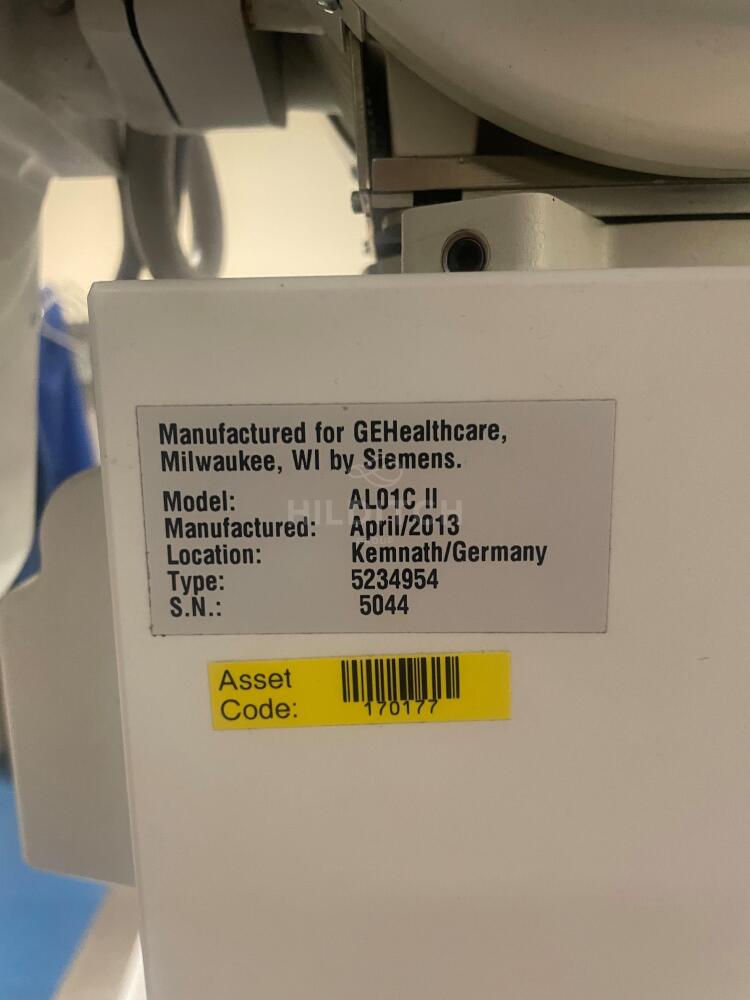 Manufactured for GEHealthcare,
Milwaukee, WI by Siemens.
Model: AL01C II
Manufactured: April/2013
Location: Kemnath/Germany
Type: 5234954
S.N.: 5044
Asset
Code: 170177